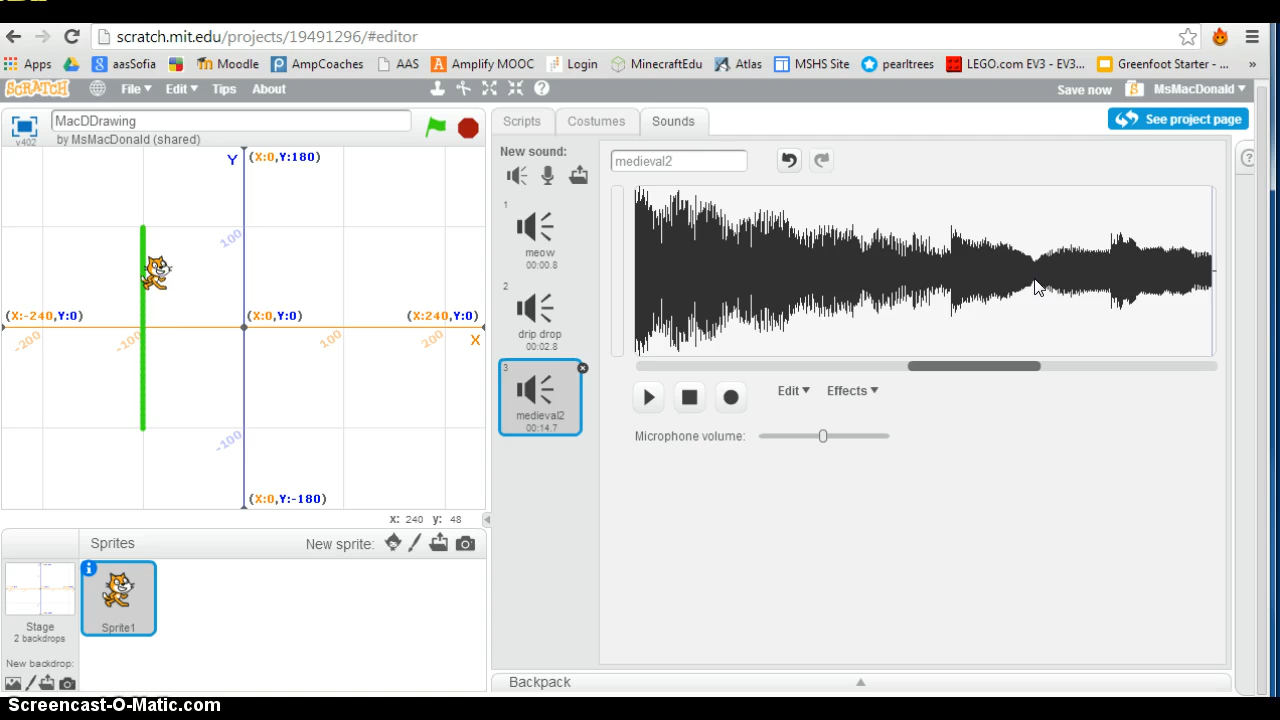 scratch.mit.edu/projects/19491296/#editor
Apps aasSofia Moodle AmpCoaches AAS Amplify MOOC Login MinecraftEdu Atlas MSHS Site pearltrees LEGO.com EV3 - EV3... Greenfoot Starter - ... »
SCRATCH File Edit Tips About Save now MsMacDonald
MacDDrawing
by MsMacDonald (shared)
v402
Scripts Costumes Sounds
See project page
New sound:
medieval2
1
meow
00:00.8
2
drip drop
00:02.8
3
medieval2
00:14.7
Edit Effects
Microphone volume:
Y (X:0,Y:180)
100
(X:-240,Y:0) (X:0,Y:0) (X:240,Y:0)
-200 -100 100 200 X
-100
(X:0,Y:-180)
x: 240 y: 48
Sprites New sprite:
Stage
2 backdrops
New backdrop:
Sprite1
Backpack
Screencast-O-Matic.com